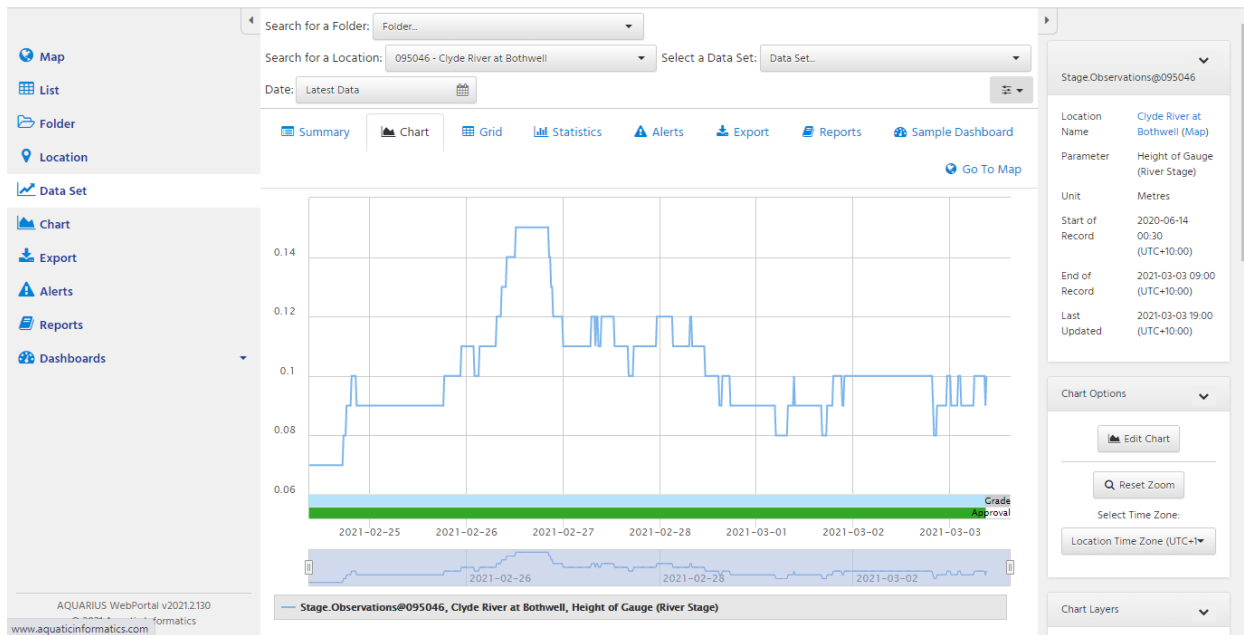 Map
List
Folder
Location
Data Set
Chart
Export
Alerts
Reports
Dashboards
AQUARIUS WebPortal v2021.2.130
© 2021
formatics
www.aquaticinformatics.com
Search for a Folder: Folder...
Search for a Location: 095046 - Clyde River at Bothwell Select a Data Set: Data Set...
Date: Latest Data
Summary Chart Grid Statistics Alerts Export Reports Sample Dashboard
Go To Map
0.14
0.12
0.1
0.08
0.06
Grade
Approval
2021-02-25 2021-02-26 2021-02-27 2021-02-28 2021-03-01 2021-03-02 2021-03-03
2021-02-26 2021-02-28 2021-03-02
Stage.Observations@095046, Clyde River at Bothwell, Height of Gauge (River Stage)
Stage.Observations@095046
Location Name Clyde River at Bothwell (Map)
Parameter Height of Gauge (River Stage)
Unit Metres
Start of Record 2020-06-14 00:30 (UTC+10:00)
End of Record 2021-03-03 09:00 (UTC+10:00)
Last Updated 2021-03-03 19:00 (UTC+10:00)
Chart Options
Edit Chart
Reset Zoom
Select Time Zone:
Location Time Zone (UTC+1
Chart Layers